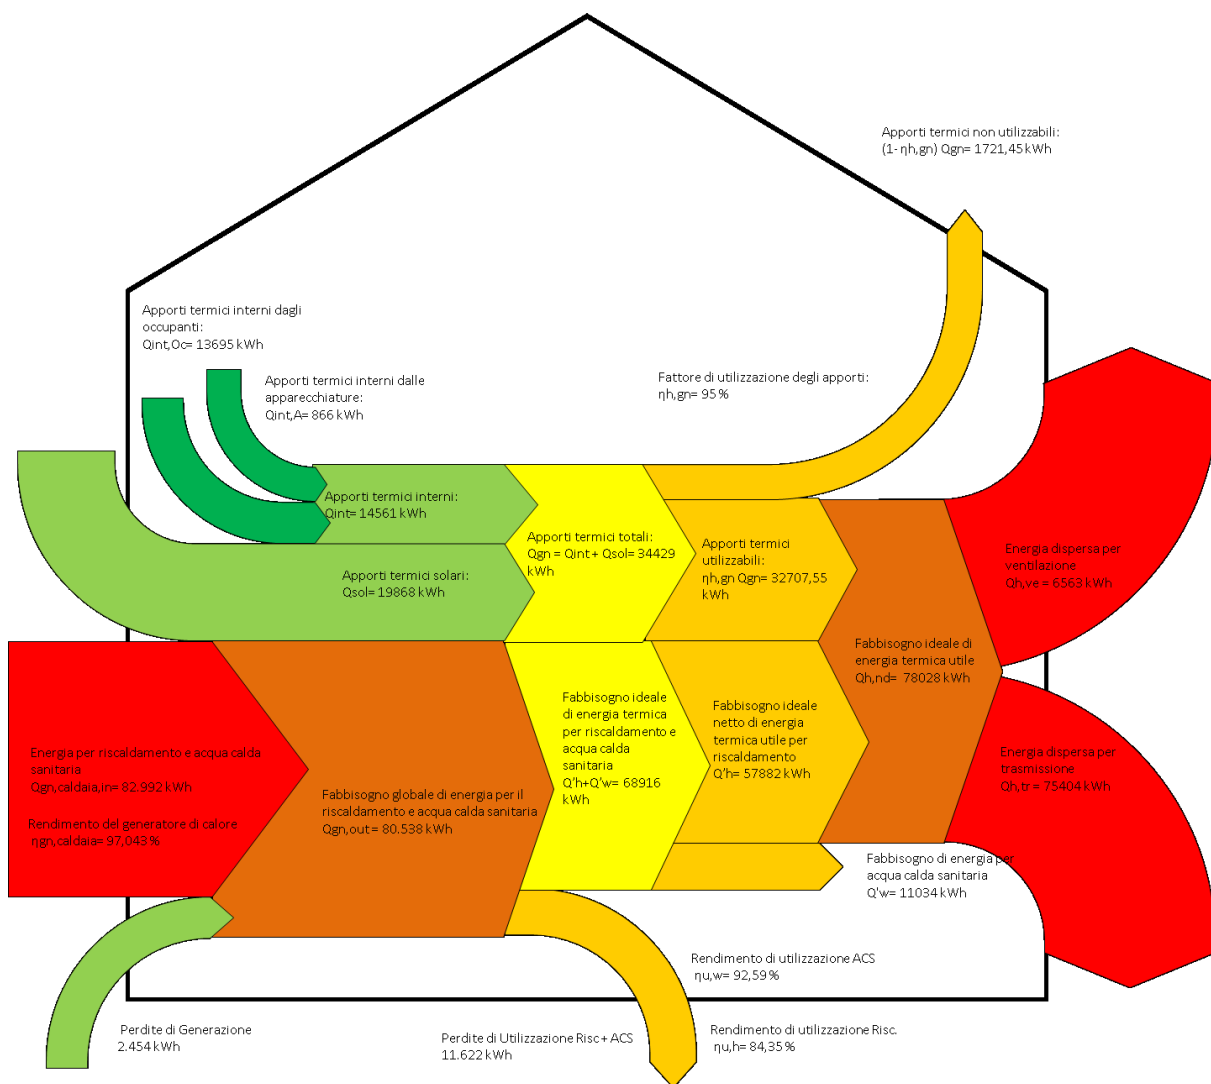 Apporti termici non utilizzabili:
(1- ηh,gn) Qgn= 1721,45 kWh
Apporti termici interni dagli
occupanti:
Qint,Oc= 13695 kWh
Apporti termici interni dalle
apparecchiature:
Qint,A= 866 kWh
Fattore di utilizzazione degli apporti:
ηh,gn= 95%
Apporti termici interni:
Qint= 14561 kWh
Apporti termici solari:
Qsol= 19868 kWh
Apporti termici totali:
Qgn = Qint + Qsol= 34429
kWh
Apporti termici
utilizzabili:
ηh,gn Qgn= 32707,55
kWh
Energia dispersa per
ventilazione
Qh,ve = 6563 kWh
Fabbisogno ideale di
energia termica utile
Qh,nd= 78028 kWh
Energia per riscaldamento e acqua calda
sanitaria
Qgn,caldaia,in= 82.992 kWh
Rendimento del generatore di calore
ηgn,caldaia= 97,043%
Fabbisogno globale di energia per il
riscaldamento e acqua calda sanitaria
Qgn,out = 80.538 kWh
Fabbisogno ideale
di energia termica
per riscaldamento e
acqua calda
sanitaria
Q'h+Q'w= 68916
kWh
Fabbisogno ideale
netto di energia
termica utile per
riscaldamento
Q'h= 57882 kWh
Energia dispersa per
trasmissione
Qh,tr = 75404 kWh
Fabbisogno di energia per
acqua calda sanitaria
Q'w= 11034 kWh
Rendimento di utilizzazione ACS
ηu,w= 92,59%
Perdite di Generazione
2.454 kWh
Perdite di Utilizzazione Risc + ACS
11.622 kWh
Rendimento di utilizzazione Risc.
ηu,h= 84,35%